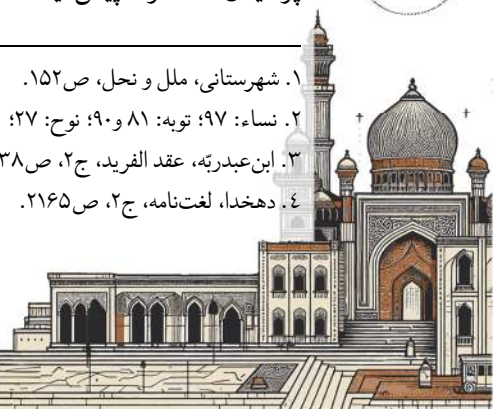 ۱. شهرستانی، ملل و نحل، ص۱۵۲.
۲. نساء: ۹۷؛ توبه: ۸۱ و۹۰؛ نوح: ۲۷؛
۳. ابن‌عبدربّه، عقد الفرید، ج۲، ص۳۸
٤. دهخدا، لغت‌نامه، ج۲، ص۲۱۶۵.